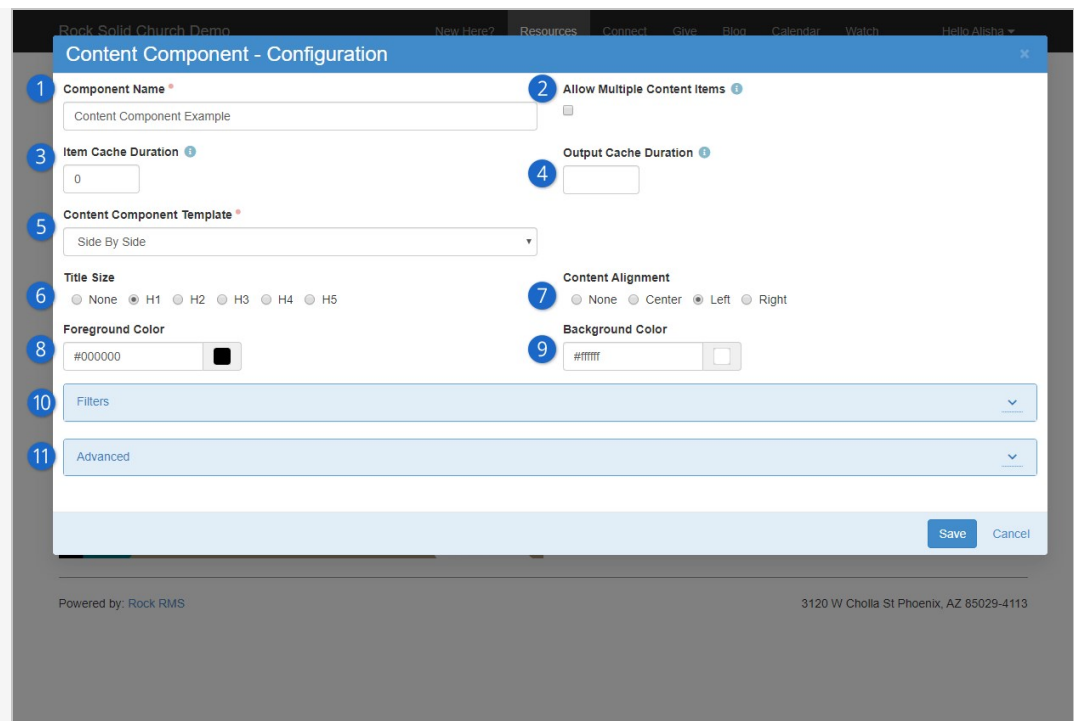 Rock Solid Church Demo New Here? Resources Connect Give Blog Calendar Watch Hello Alisha
Content Component - Configuration ×
1 Component Name * 2 Allow Multiple Content Items
Content Component Example
3 Item Cache Duration 4 Output Cache Duration
0
5 Content Component Template *
Side By Side
Title Size Content Alignment
6 None H1 H2 H3 H4 H5 7 None Center Left Right
Foreground Color Background Color
8 #000000 9 #ffffff
10 Filters
11 Advanced
Save Cancel
Powered by: Rock RMS 3120 W Cholla St Phoenix, AZ 85029-4113